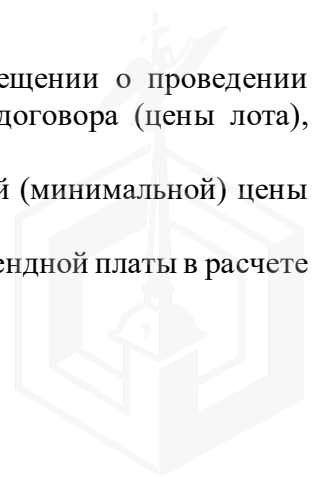 ещении о проведении
договора (цены лота),
й (минимальной) цены
ендной платы в расчете